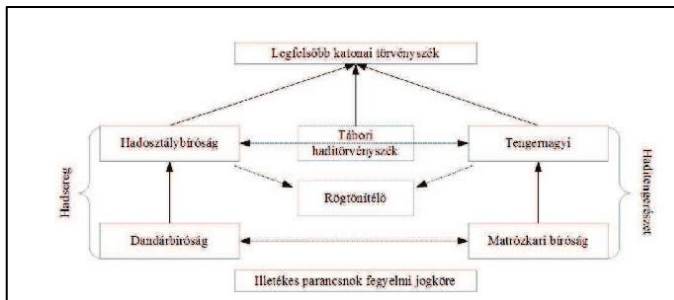 Legfelsőbb katonai törvényszék
Hadosztálybíróság
Tábori
haditörvényszék
Tengernagyi
Hadsereg
Rögtönítélő
Haditengerészet
Dandárbíróság
Matrózkari bíróság
Illetékes parancsnok fegyelmi jogköre